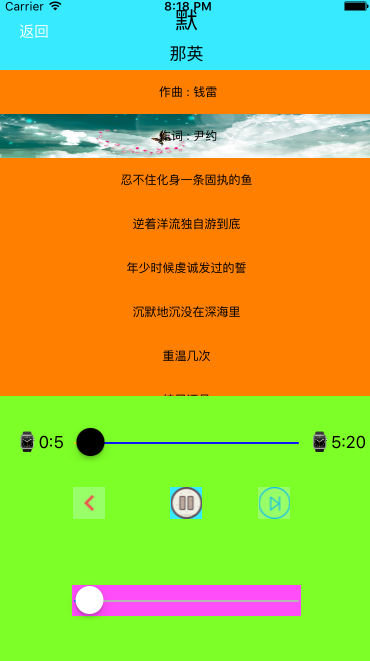 Carrier 8:18 PM
默
返回
那英
作曲 : 钱雷
作词 : 尹约
忍不住化身一条固执的鱼
逆着洋流独自游到底
年少时候虔诚发过的誓
沉默地沉没在深海里
重温几次
0:5 5:20